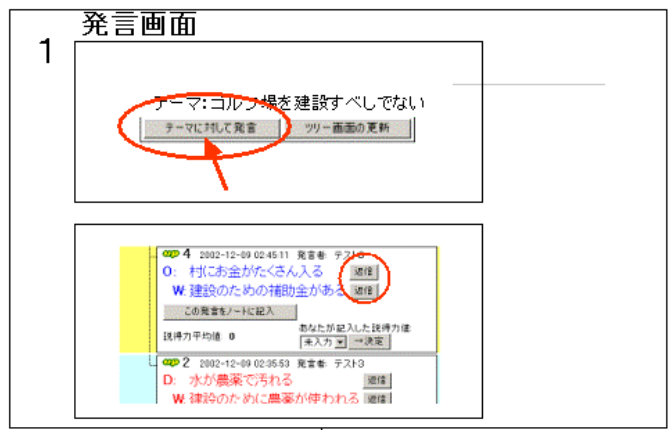 発言画面
1
テーマ:ゴルフ場を建設すべしでない
テーマに対して発言 ツリー画面の更新
4 2002-12-09 02:45:11 発言者: テスト3
O: 村にお金がたくさん入る 返信
W: 建設のための補助金がある 返信
この発言をノートに記入
説得力平均値 0
あなたが記入した説得力値
未入力 →決定
2 2002-12-09 02:35:53 発言者: テスト3
D: 水が農薬で汚れる 返信
W: 建設のために農薬が使われる 返信